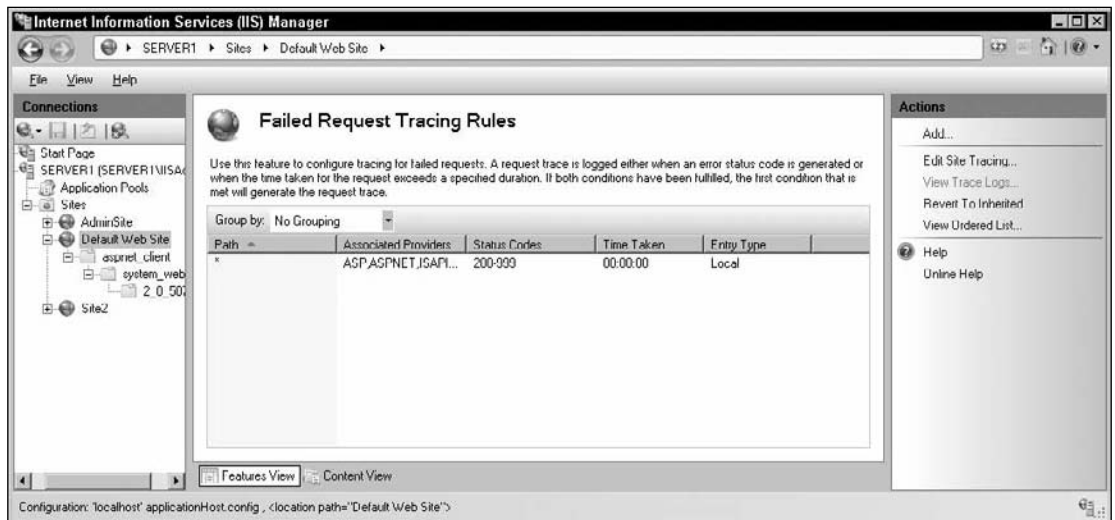 Internet Information Services (IIS) Manager
SERVER1 Sites Default Web Site
File View Help
Connections
Start Page
SERVER1 (SERVER1\
Application Pools
Sites
AdminSite
Default Web Site
aspnet_client
system_web
2_0_50
Site2
Failed Request Tracing Rules
Use this feature to configure tracing for failed requests. A request trace is logged either when an error status code is generated or
when the time taken for the request exceeds a specified duration. If both conditions have been fulfilled, the first condition that is
met will generate the request trace.
Group by: No Grouping
Path Associated Providers Status Codes Time Taken Entry Type
* ASP,ASPNET,ISAPI... 200-999 00:00:00 Local
Features View Content View
Actions
Add...
Edit Site Tracing...
View Trace Logs...
Revert To Inherited
View Ordered List...
Help
Online Help
Configuration: 'localhost' applicationHost.config , <location path="Default Web Site">